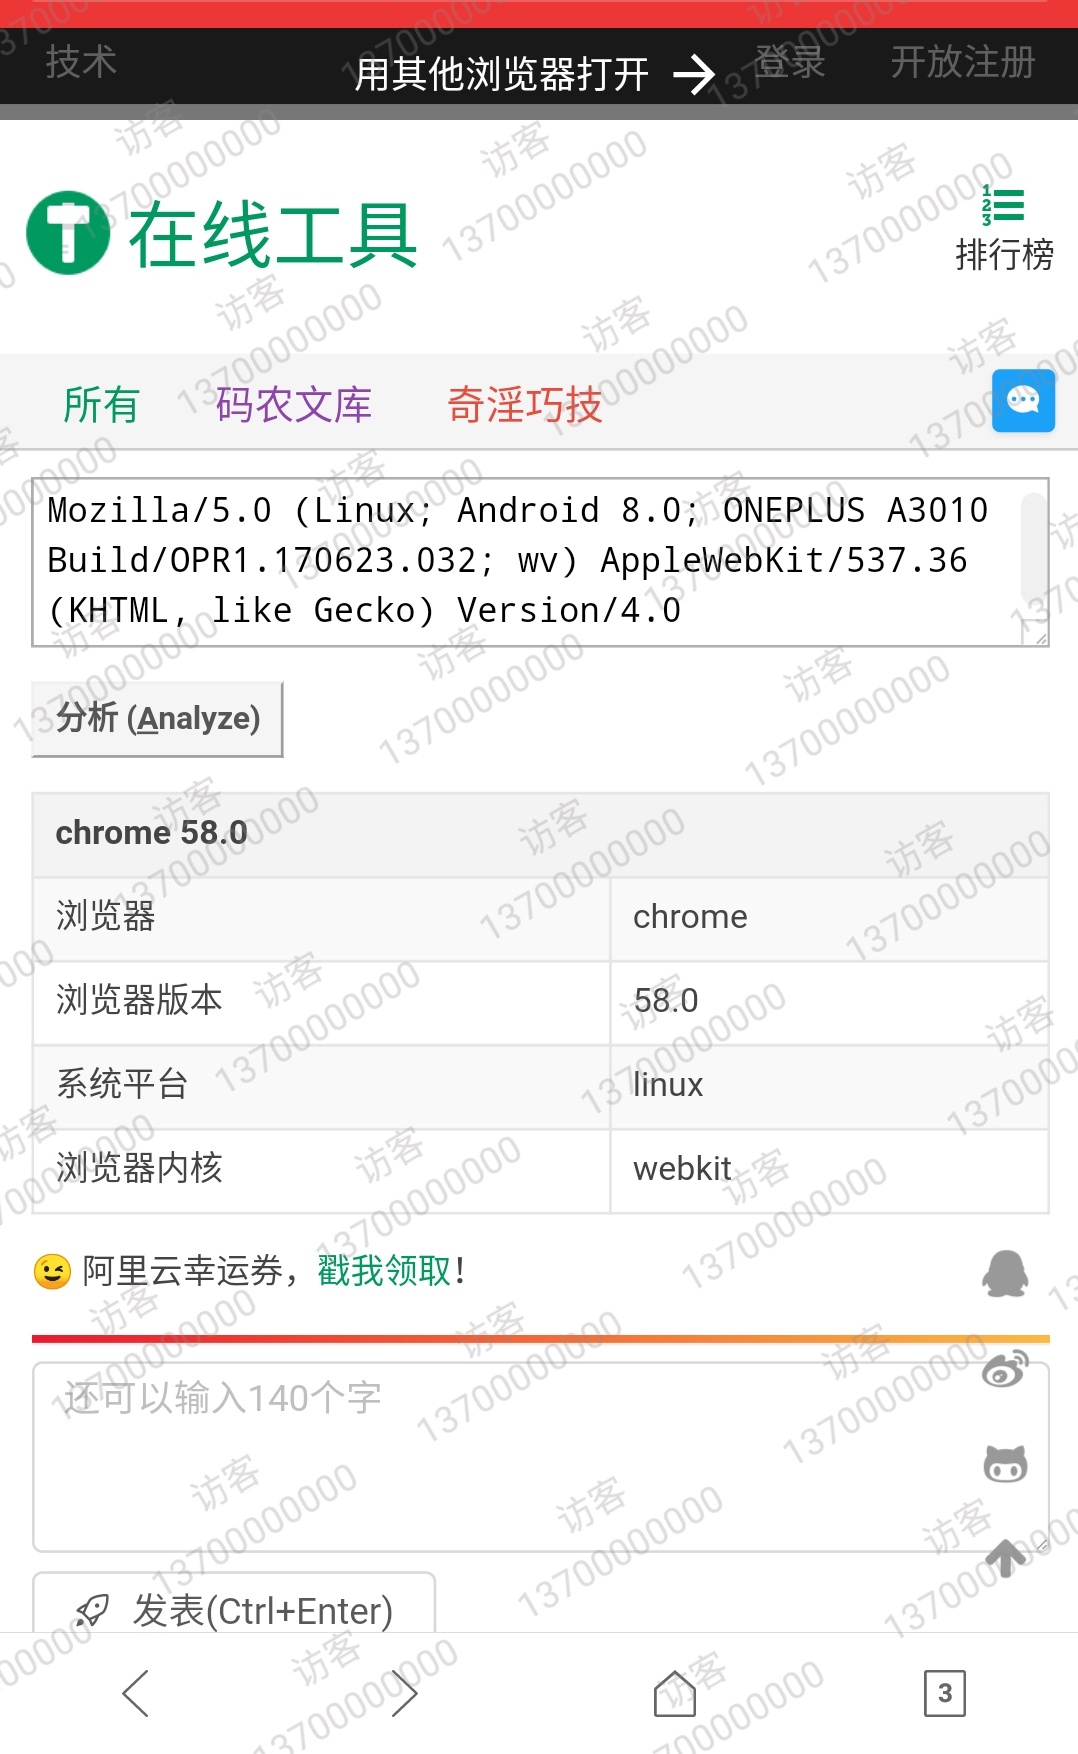 技术
用其他浏览器打开
登录
开放注册
在线工具
排行榜
所有
码农文库
奇淫巧技
Mozilla/5.0 (Linux; Android 8.0; ONEPLUS A3010
Build/OPR1.170623.032; wv) AppleWebKit/537.36
(KHTML, like Gecko) Version/4.0
分析 (Analyze)
chrome 58.0
浏览器 chrome
浏览器版本 58.0
系统平台 linux
浏览器内核 webkit
😉 阿里云幸运券，戳我领取！
还可以输入140个字
发表(Ctrl+Enter)
3
访客
13700000000